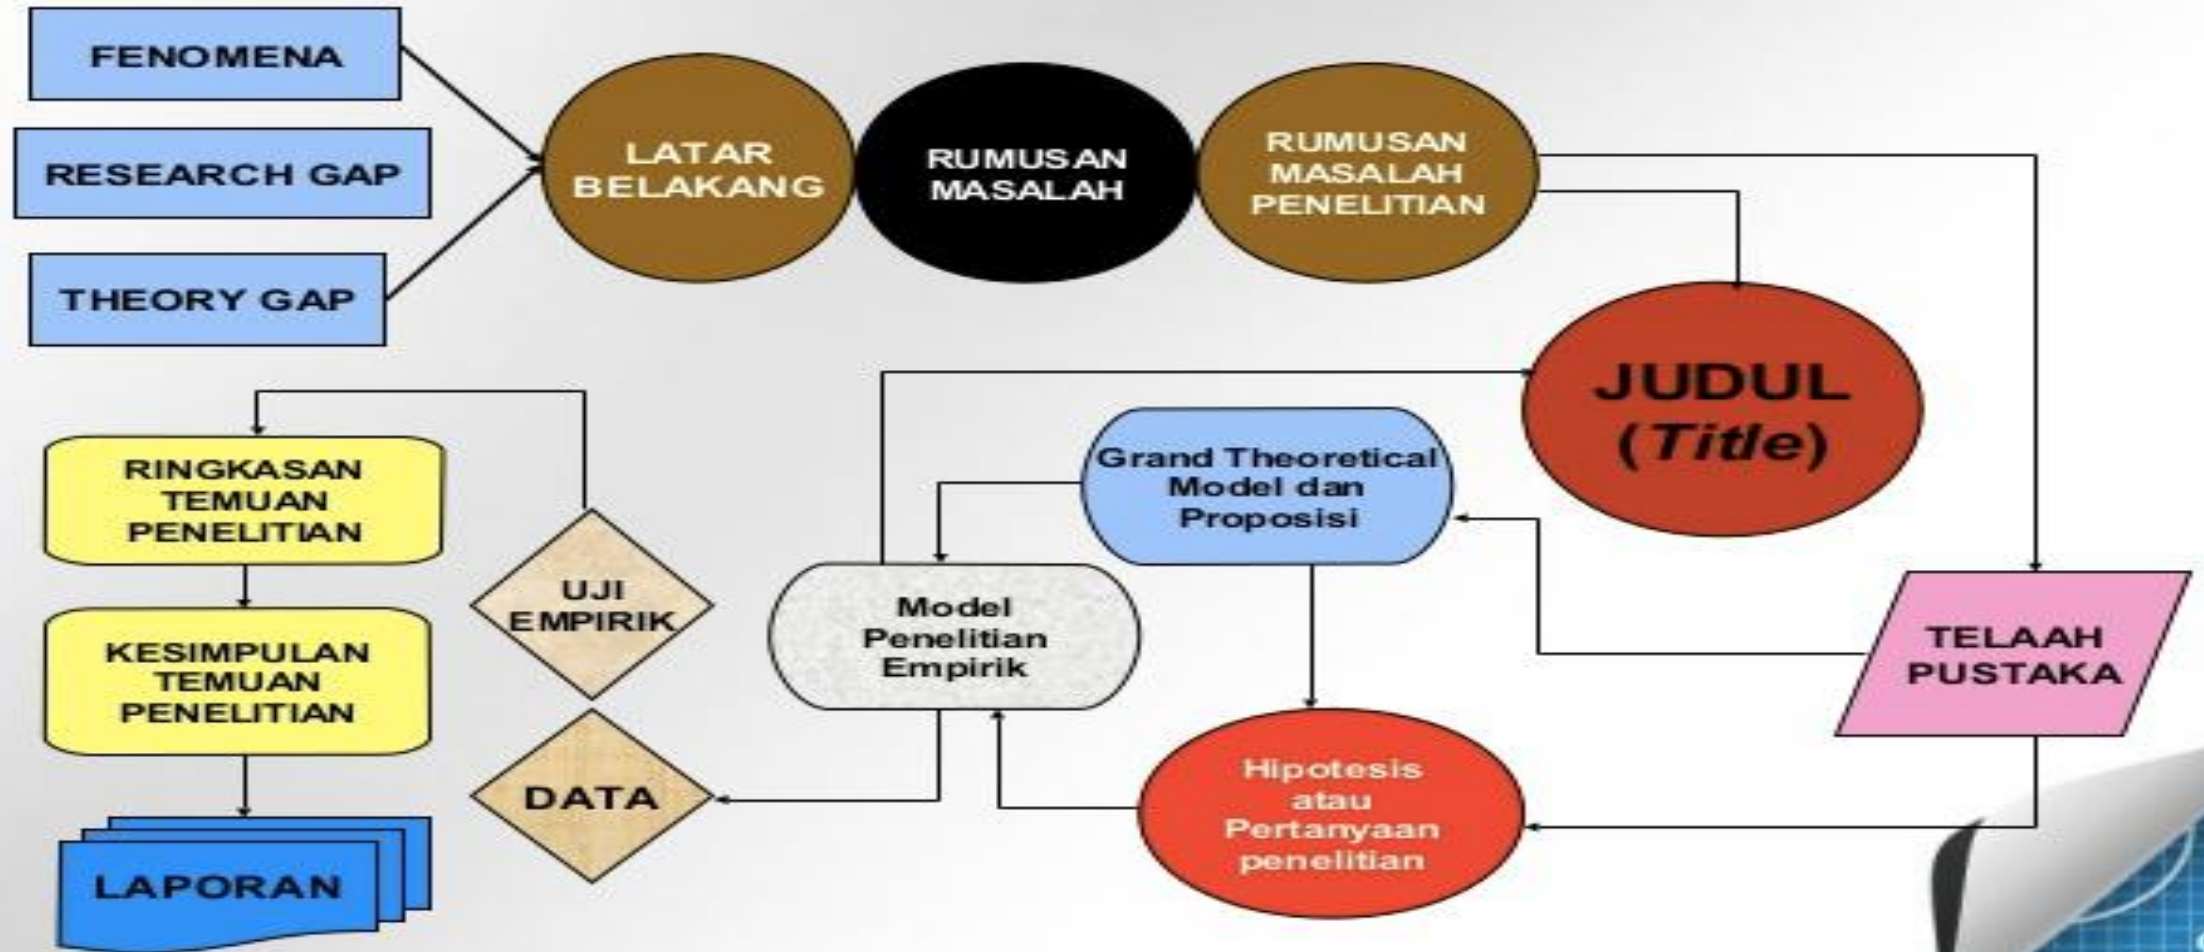 FENOMENA
RESEARCH GAP
THEORY GAP
LATAR
BELAKANG
RUMUSAN
MASALAH
RUMUSAN
MASALAH
PENELITIAN
JUDUL
(Title)
TELAAH
PUSTAKA
Grand Theoretical
Model dan
Proposisi
Model
Penelitian
Empirik
Hipotesis
atau
Pertanyaan
penelitian
UJI
EMPIRIK
DATA
RINGKASAN
TEMUAN
PENELITIAN
KESIMPULAN
TEMUAN
PENELITIAN
LAPORAN